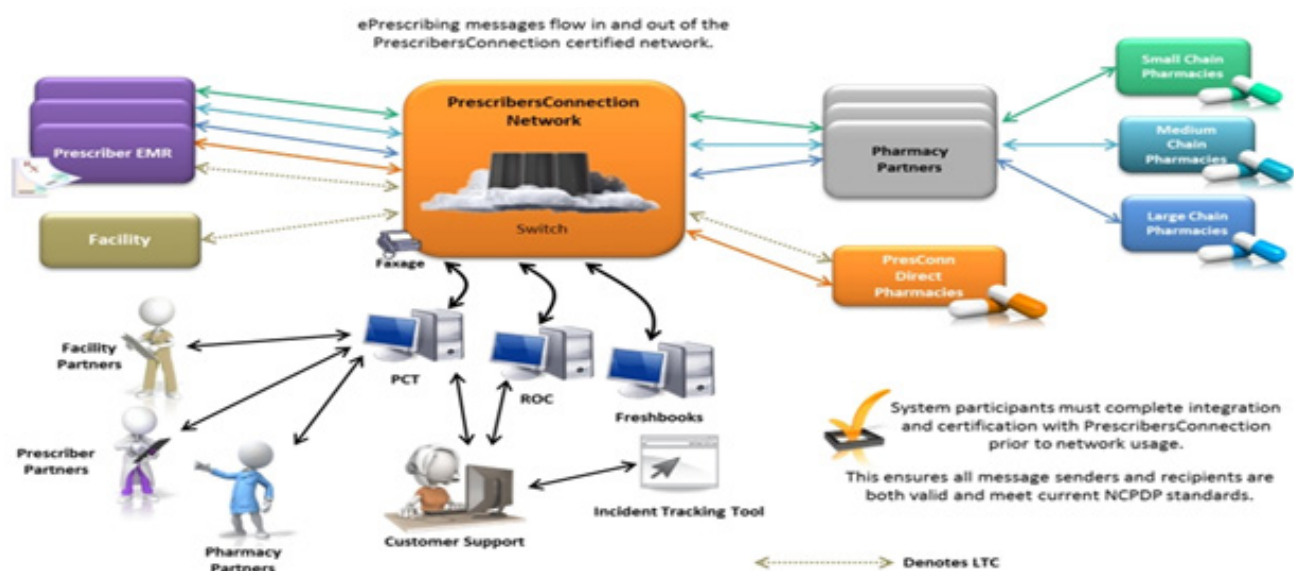 ePrescribing messages flow in and out of the
PrescribersConnection certified network.
PrescribersConnection
Network
Switch
Prescriber EMR
Facility
Faxage
Pharmacy
Partners
Small Chain
Pharmacies
Medium
Chain
Pharmacies
Large Chain
Pharmacies
PresConn
Direct
Pharmacies
Facility
Partners
PCT
ROC
Freshbooks
Prescriber
Partners
Pharmacy
Partners
Customer Support
Incident Tracking Tool
System participants must complete integration
and certification with PrescribersConnection
prior to network usage.
This ensures all message senders and recipients are
both valid and meet current NCPDP standards.
Denotes LTC